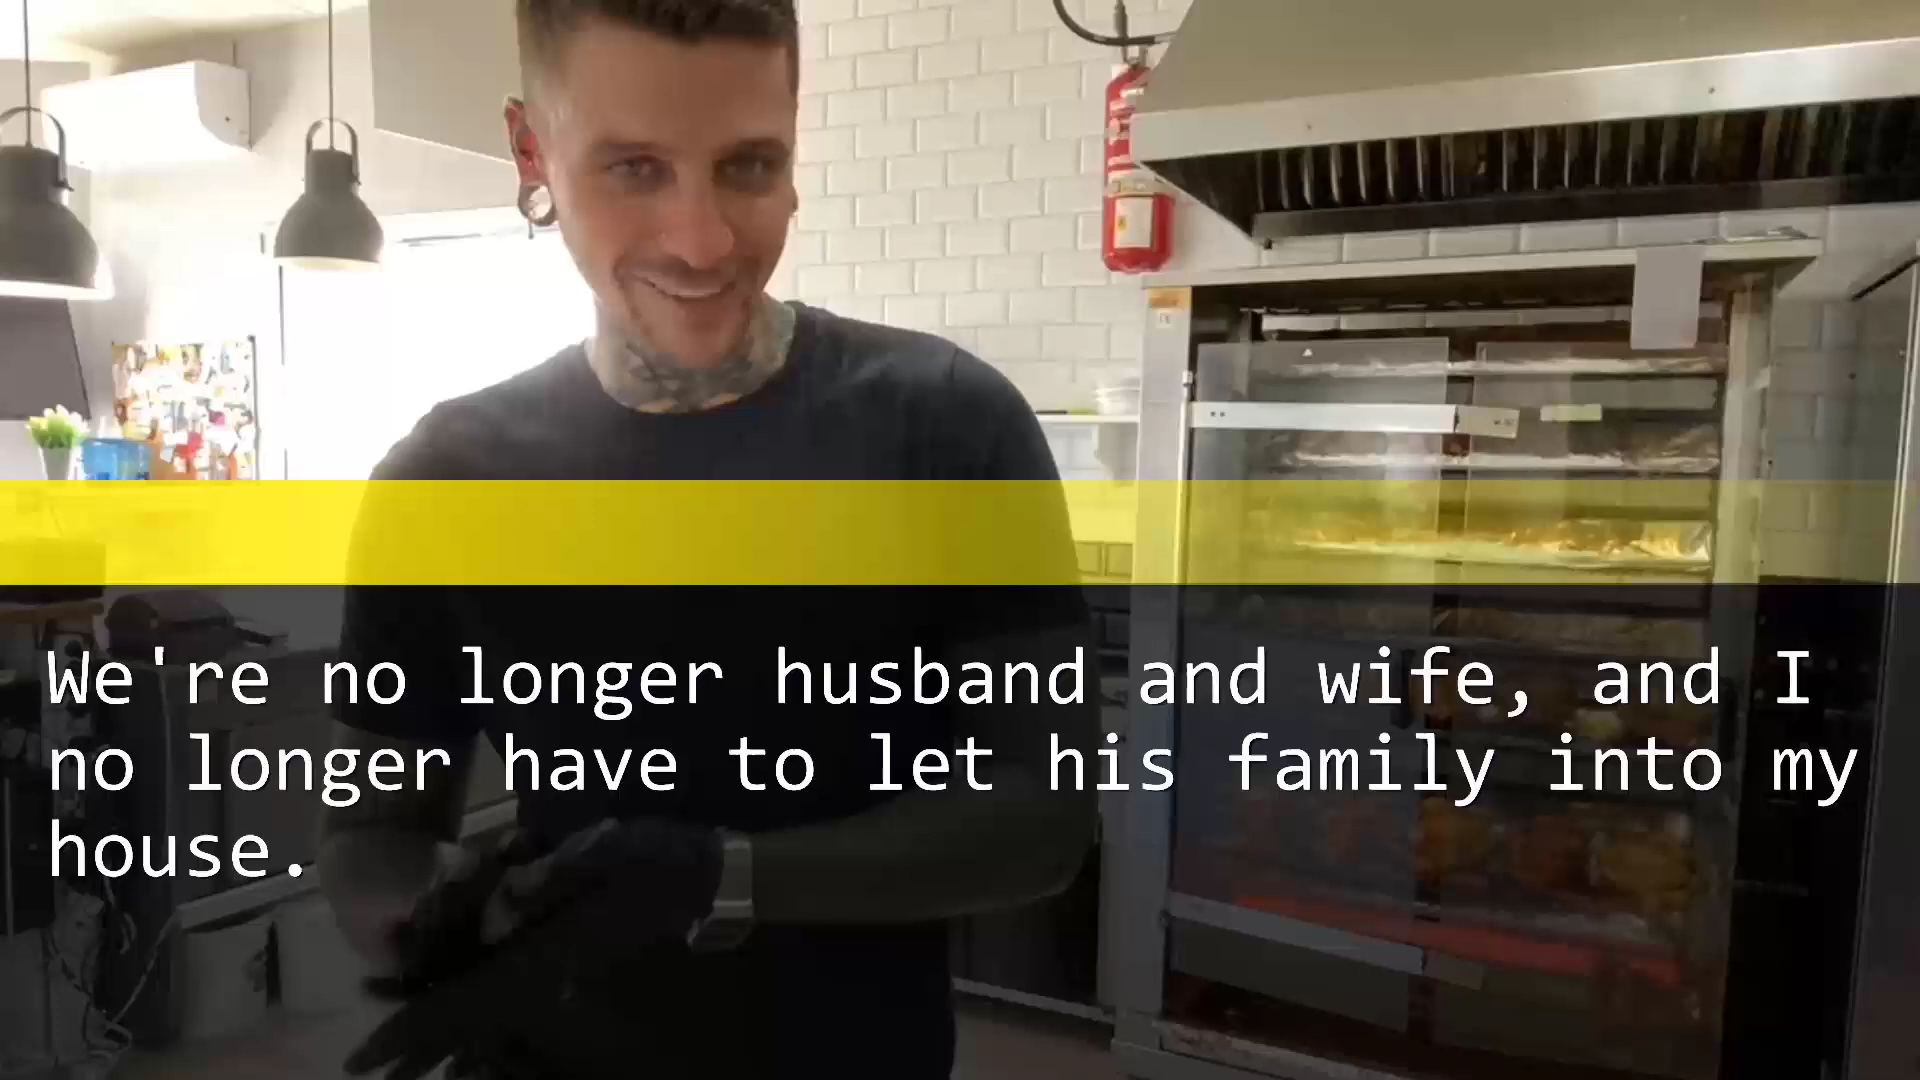 We're no longer husband and wife, and I
no longer have to let his family into my
house.